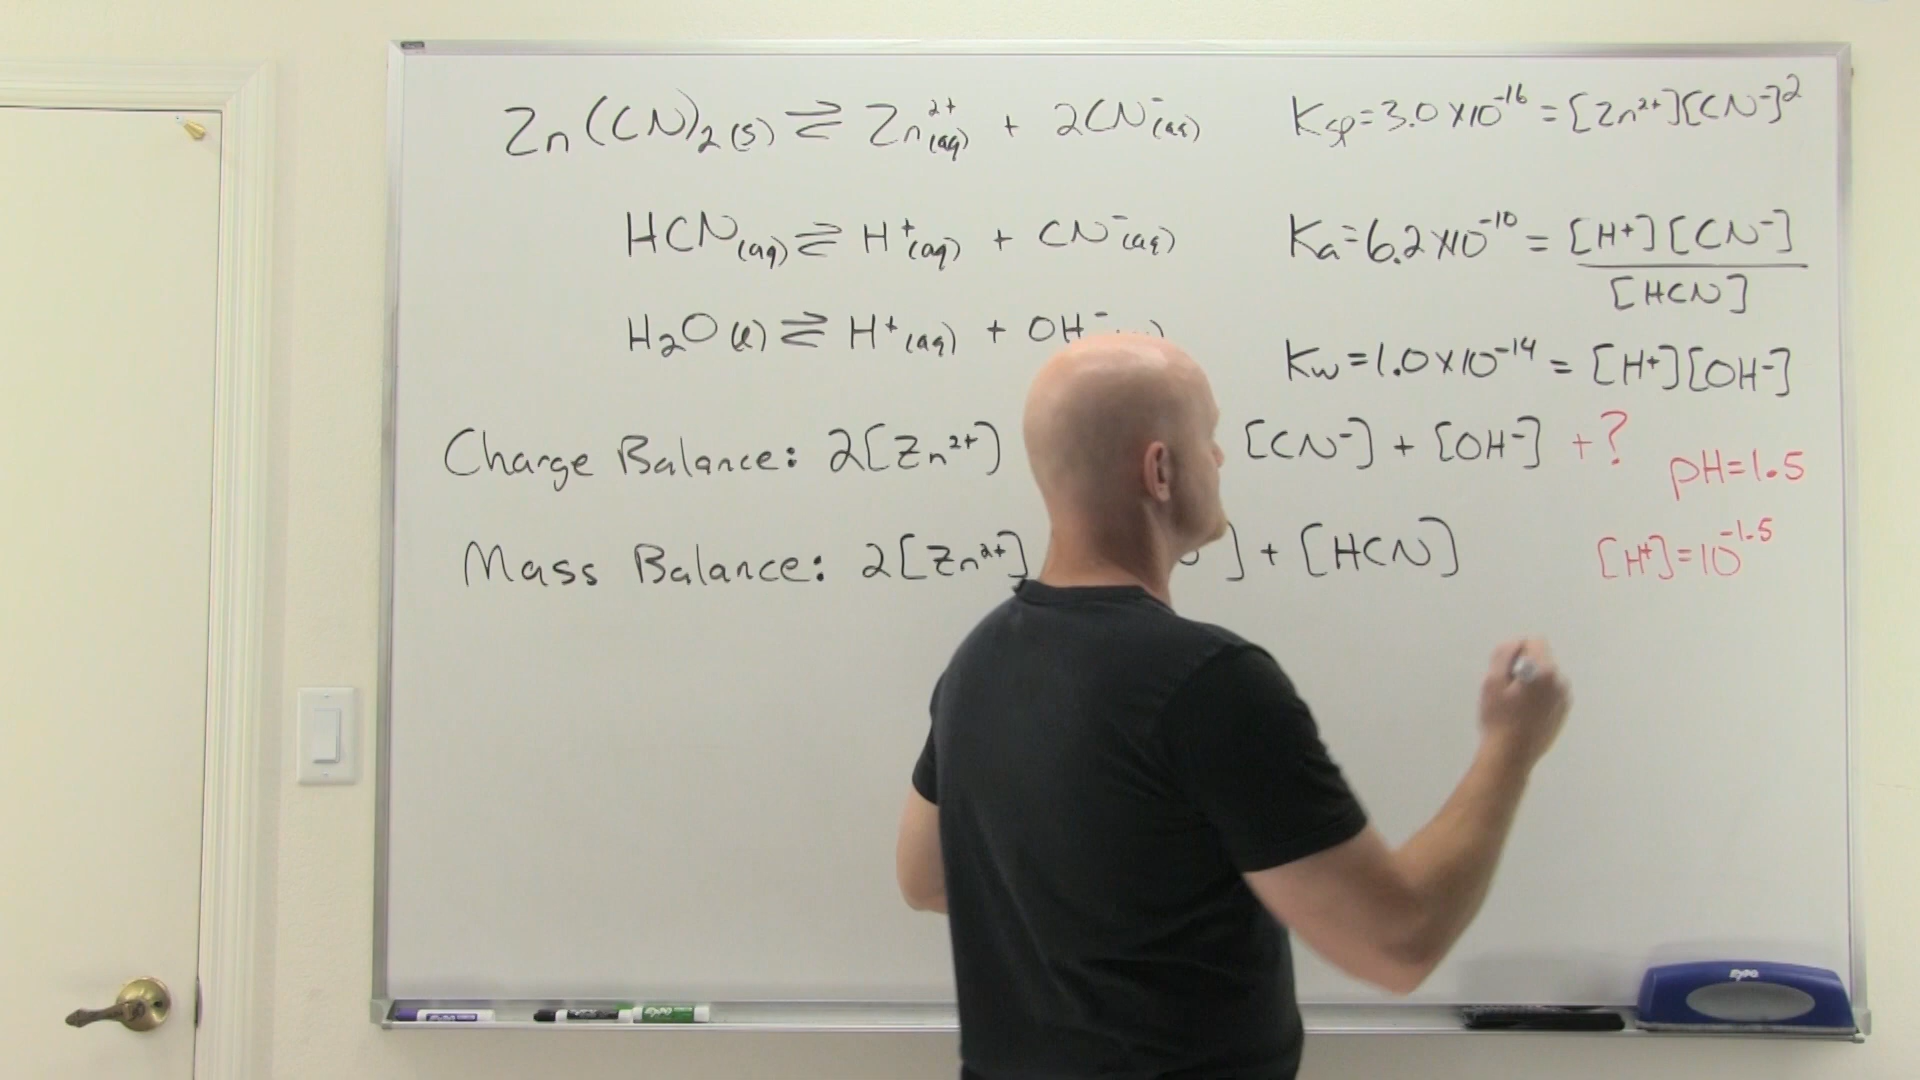 Zn(CN)₂(s) ⇌ Zn²⁺(aq) + 2CN⁻(aq) Ksp = 3.0 x 10⁻¹⁶ = [Zn²⁺][CN⁻]²
HCN(aq) ⇌ H⁺(aq) + CN⁻(aq) Ka = 6.2 x 10⁻¹⁰ = [H⁺][CN⁻] / [HCN]
H₂O(l) ⇌ H⁺(aq) + OH⁻ Kw = 1.0 x 10⁻¹⁴ = [H⁺][OH⁻]
Charge Balance: 2[Zn²⁺] [CN⁻] + [OH⁻] + ?
pH = 1.5
Mass Balance: 2[Zn²⁺] ] + [HCN]
[H⁺] = 10⁻¹·⁵
EXPO